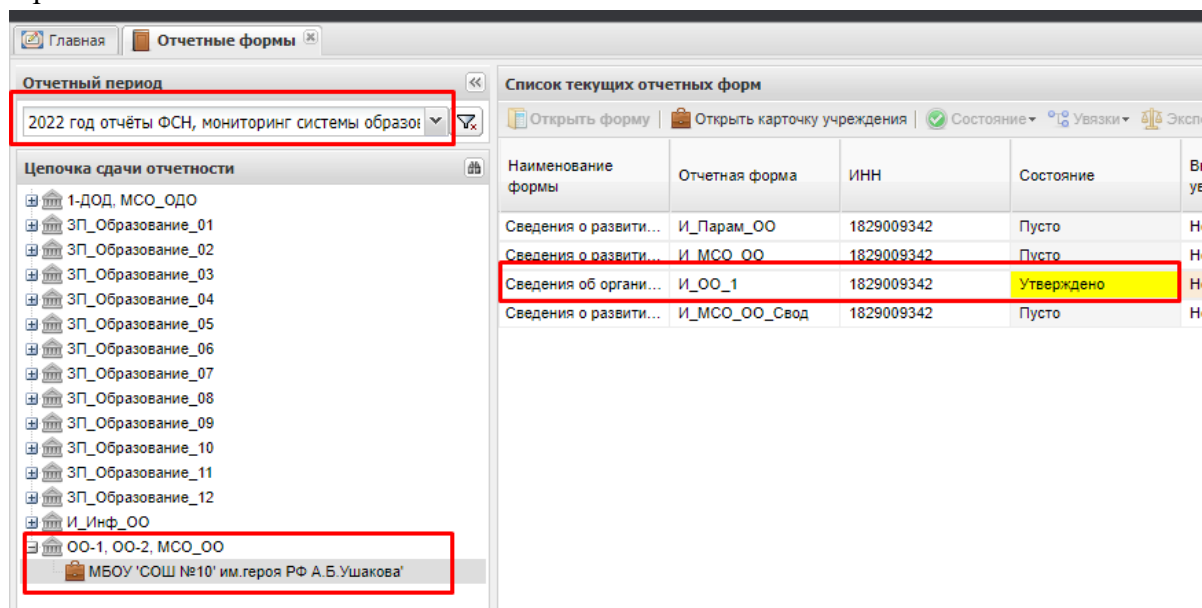 Главная
Отчетные формы
Отчетный период
2022 год отчёты ФСН, мониторинг системы образо
Цепочка сдачи отчетности
1-ДОД, МСО_ОДО
ЗП_Образование_01
ЗП_Образование_02
ЗП_Образование_03
ЗП_Образование_04
ЗП_Образование_05
ЗП_Образование_06
ЗП_Образование_07
ЗП_Образование_08
ЗП_Образование_09
ЗП_Образование_10
ЗП_Образование_11
ЗП_Образование_12
И_Инф_ОО
ОО-1, ОО-2, МСО_ОО
МБОУ 'СОШ №10' им.героя РФ А.Б.Ушакова'
Список текущих отчетных форм
Открыть форму | Открыть карточку учреждения | Состояние Увязки Эксп
Наименование формы Отчетная форма ИНН Состояние
Сведения о развити... И_Парам_ОО 1829009342 Пусто
Сведения о развити... И_МСО_ОО 1829009342 Пусто
Сведения об органи... И_ОО_1 1829009342 Утверждено
Сведения о развити... И_МСО_ОО_Свод 1829009342 Пусто